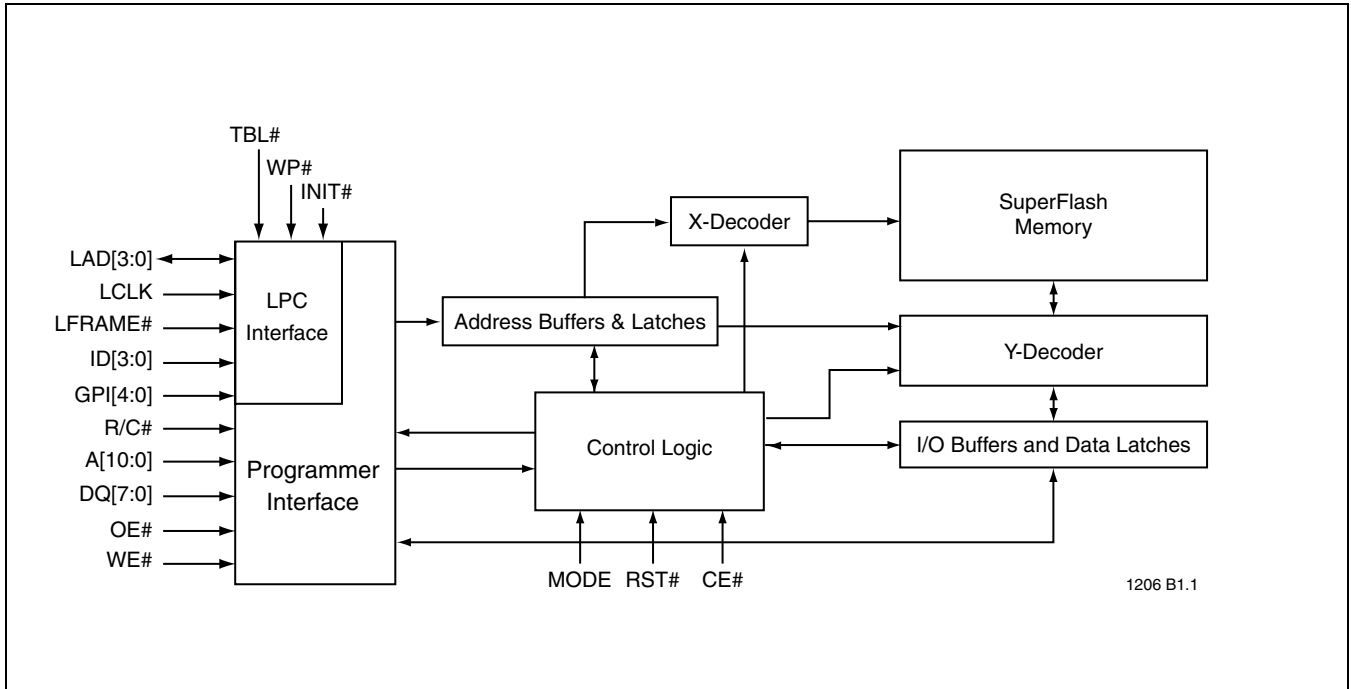 TBL#
WP#
INIT#
LAD[3:0]
LCLK
LFRAME#
ID[3:0]
GPI[4:0]
R/C#
A[10:0]
DQ[7:0]
OE#
WE#
LPC
Interface
Programmer
Interface
Address Buffers & Latches
X-Decoder
SuperFlash
Memory
Y-Decoder
Control Logic
I/O Buffers and Data Latches
MODE RST# CE#
1206 B1.1